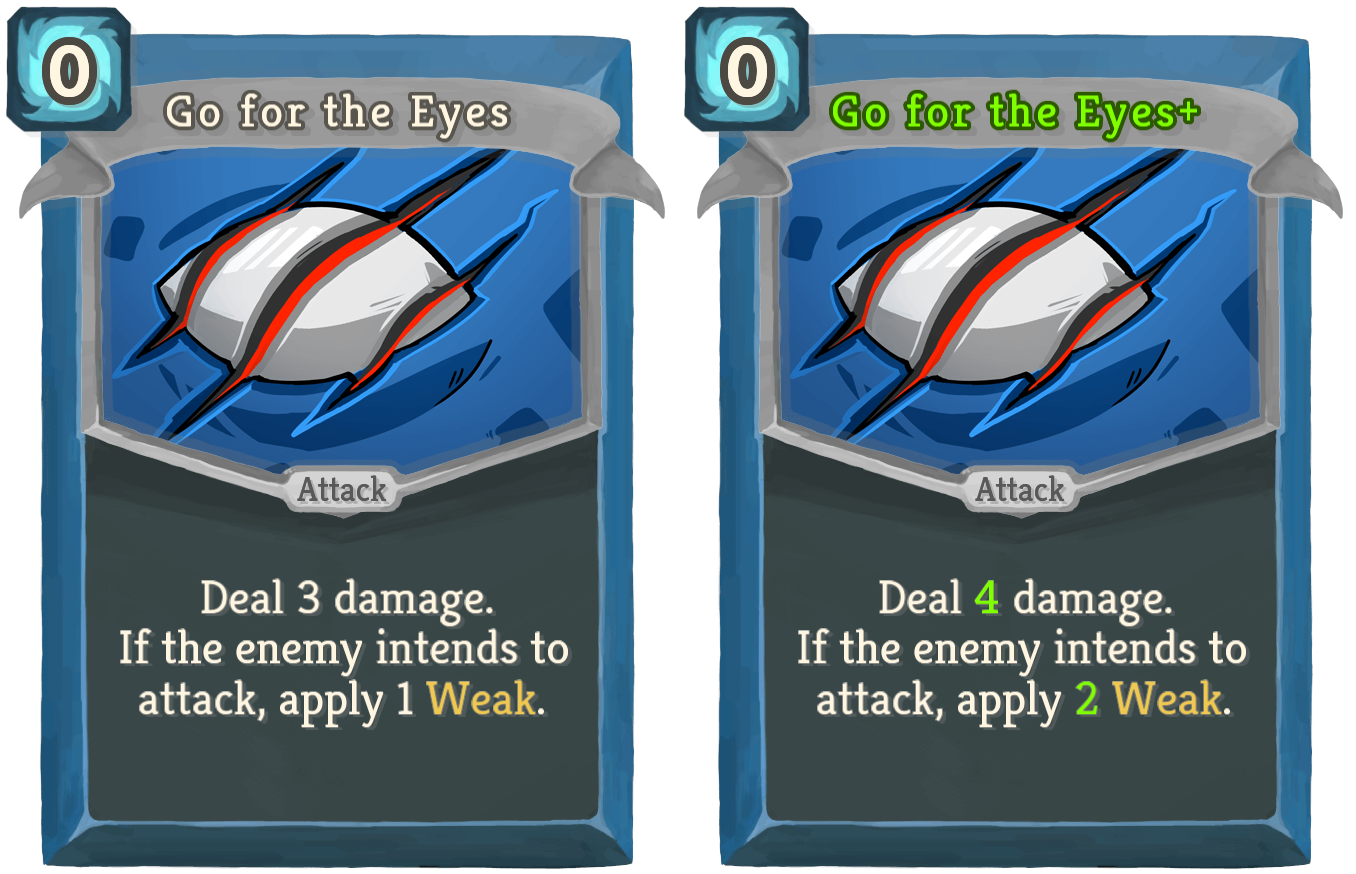 0
Go for the Eyes
Attack
Deal 3 damage.
If the enemy intends to
attack, apply 1 Weak.
0
Go for the Eyes+
Attack
Deal 4 damage.
If the enemy intends to
attack, apply 2 Weak.